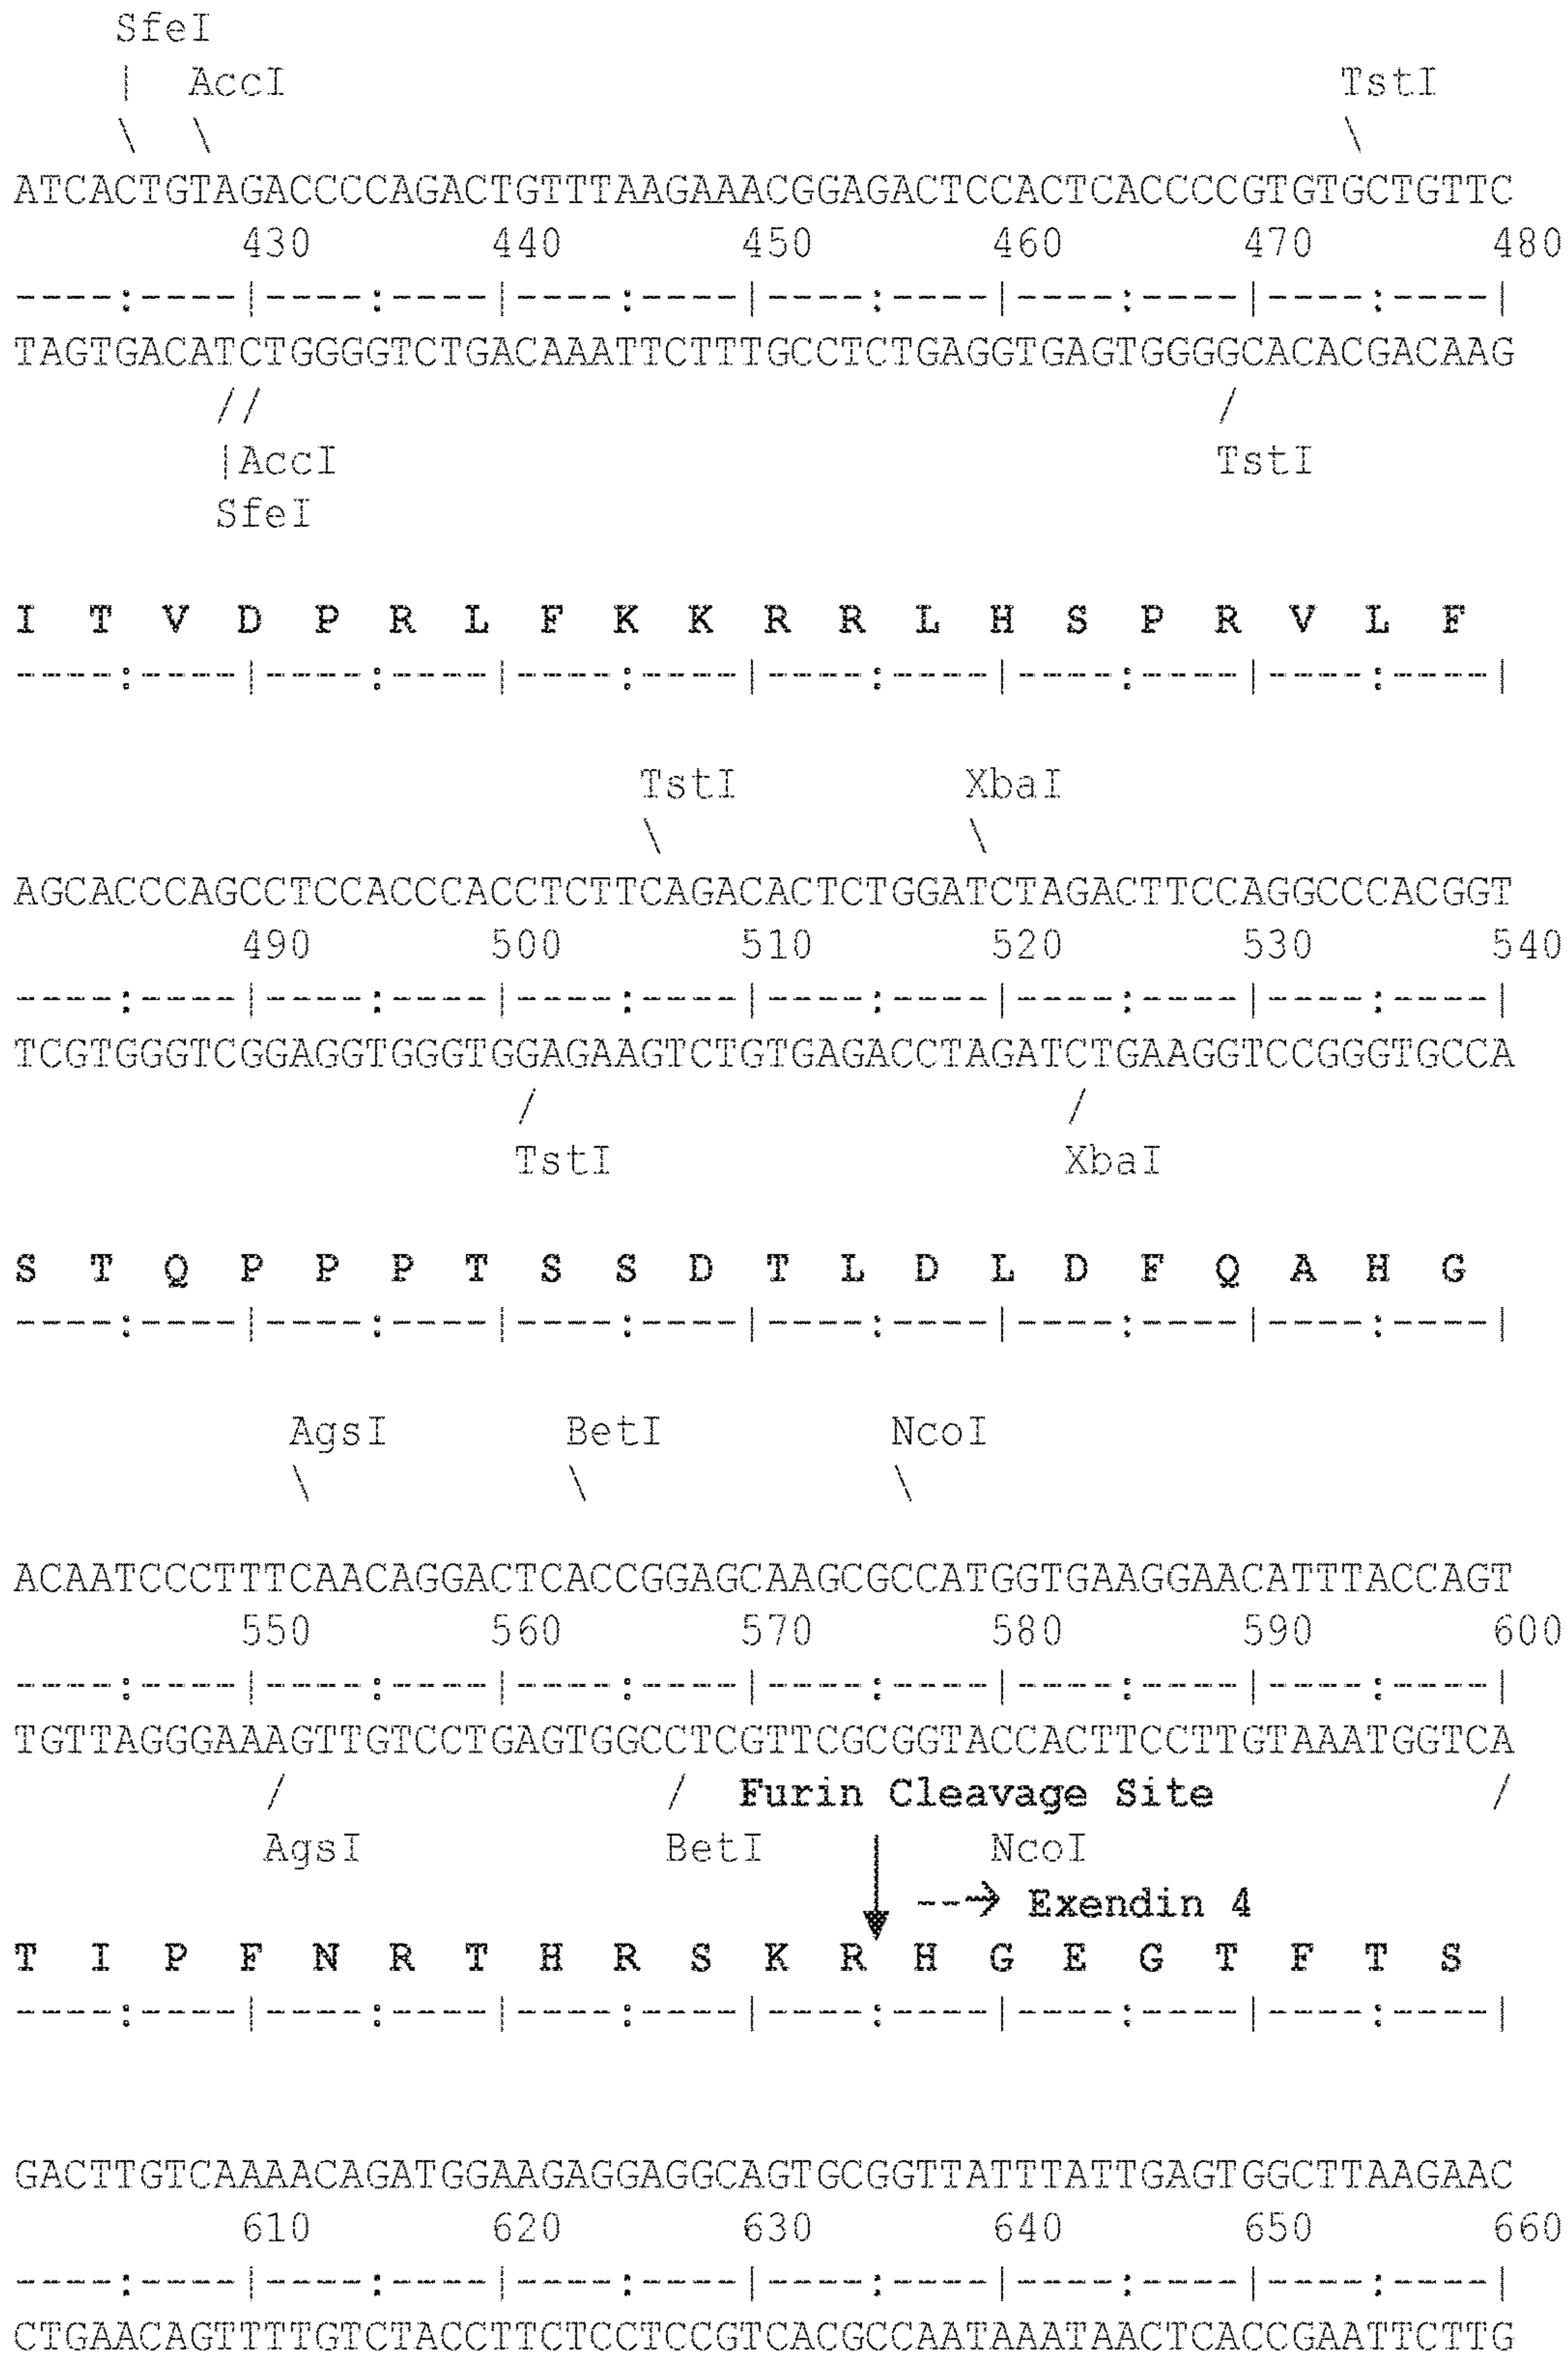 SfeI
| AccI TstI
\ \ \
ATCACTGTAGACCCCAGACTGTTTAAGAAACGGAGACTCCACTCACCCCGTGTGCTGTTC
430 440 450 460 470 480
----:----|----:----|----:----|----:----|----:----|----:----|
TAGTGACATCTGGGGTCTGACAAATTCTTTGCCTCTGAGGTGAGTGGGGCACACGACAAG
// /
|AccI TstI
SfeI
I T V D P R L F K K R R L H S P R V L F
----:----|----:----|----:----|----:----|----:----|----:----|
TstI XbaI
\ \
AGCACCCAGCCTCCACCCACCTCTTCAGACACTCTGGATCTAGACTTCCAGGCCCACGGT
490 500 510 520 530 540
----:----|----:----|----:----|----:----|----:----|----:----|
TCGTGGGTCGGAGGTGGGTGGAGAAGTCTGTGAGACCTAGATCTGAAGGTCCGGGTGCCA
/ /
TstI XbaI
S T Q P P P T S S D T L D L D F Q A H G
----:----|----:----|----:----|----:----|----:----|----:----|
AgsI BetI NcoI
\ \ \
ACAATCCCTTTCAACAGGACTCACCGGAGCAAGCGCCATGGTGAAGGAACATTTACCAGT
550 560 570 580 590 600
----:----|----:----|----:----|----:----|----:----|----:----|
TGTTAGGGAAAGTTGTCCTGAGTGGCCTCGTTCGCGGTACCACTTCCTTGTAAATGGTCA
/ / Furin Cleavage Site /
AgsI BetI NcoI
--→ Exendin 4
T I P F N R T H R S K R H G E G T F T S
----:----|----:----|----:----|----:----|----:----|----:----|
GACTTGTCAAAACAGATGGAAGAGGAGGCAGTGCGGTTATTTATTGAGTGGCTTAAGAAC
610 620 630 640 650 660
----:----|----:----|----:----|----:----|----:----|----:----|
CTGAACAGTTTTGTCTACCTTCTCCTCCGTCACGCCAATAAATAACTCACCGAATTCTTG